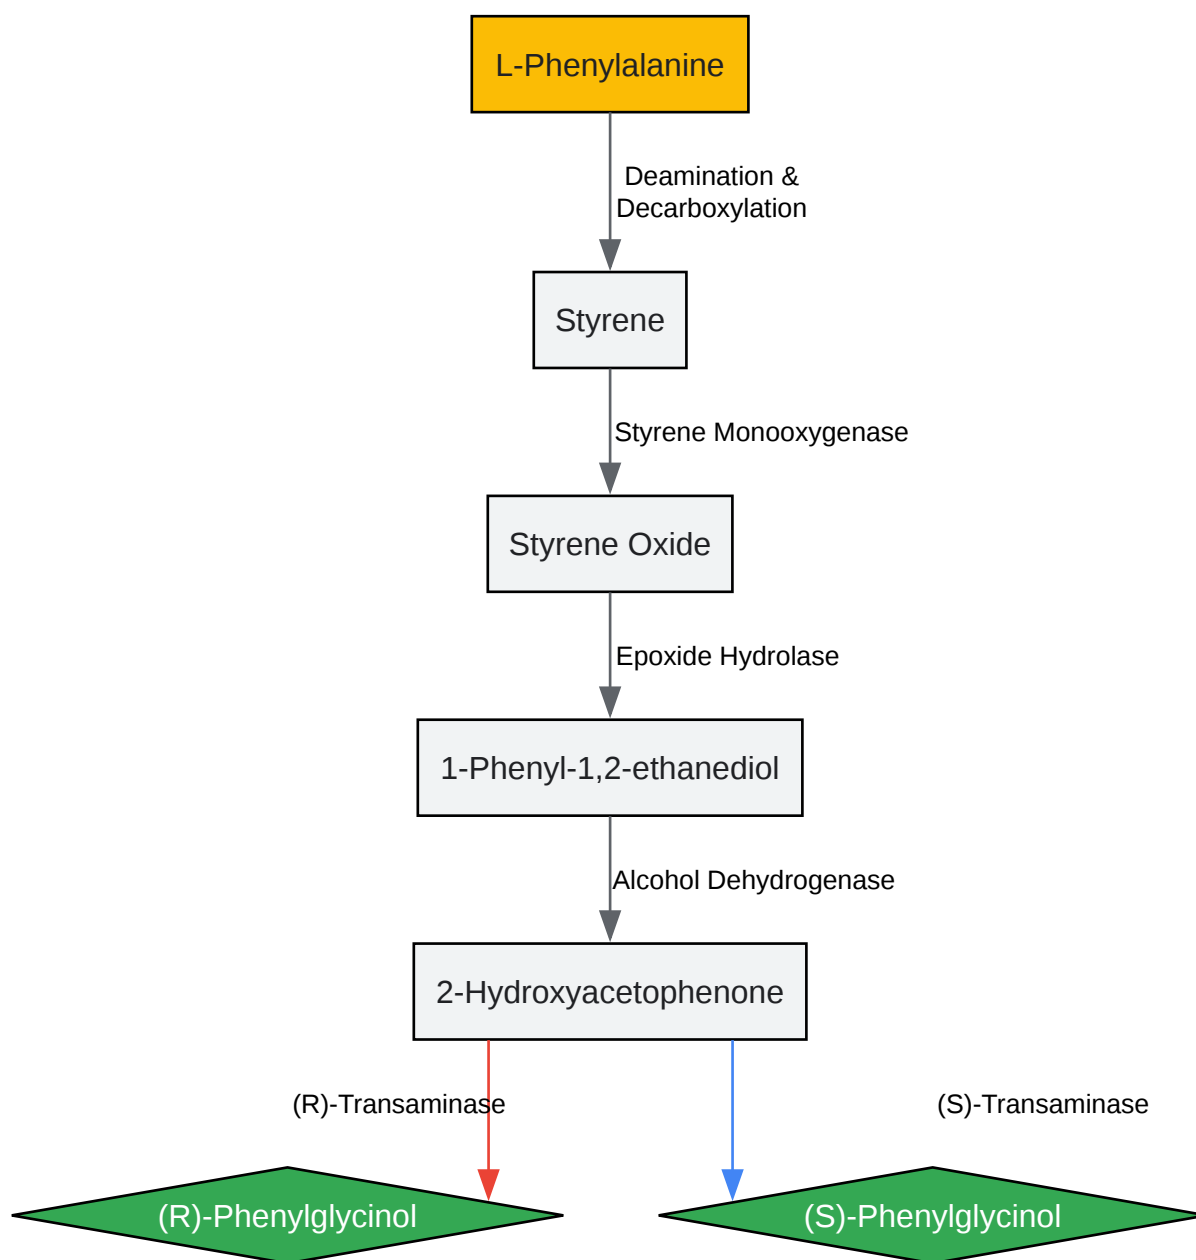 L-Phenylalanine
Deamination &
Decarboxylation
Styrene
Styrene Monooxygenase
Styrene Oxide
Epoxide Hydrolase
1-Phenyl-1,2-ethanediol
Alcohol Dehydrogenase
2-Hydroxyacetophenone
(R)-Transaminase
(S)-Transaminase
(R)-Phenylglycinol
(S)-Phenylglycinol